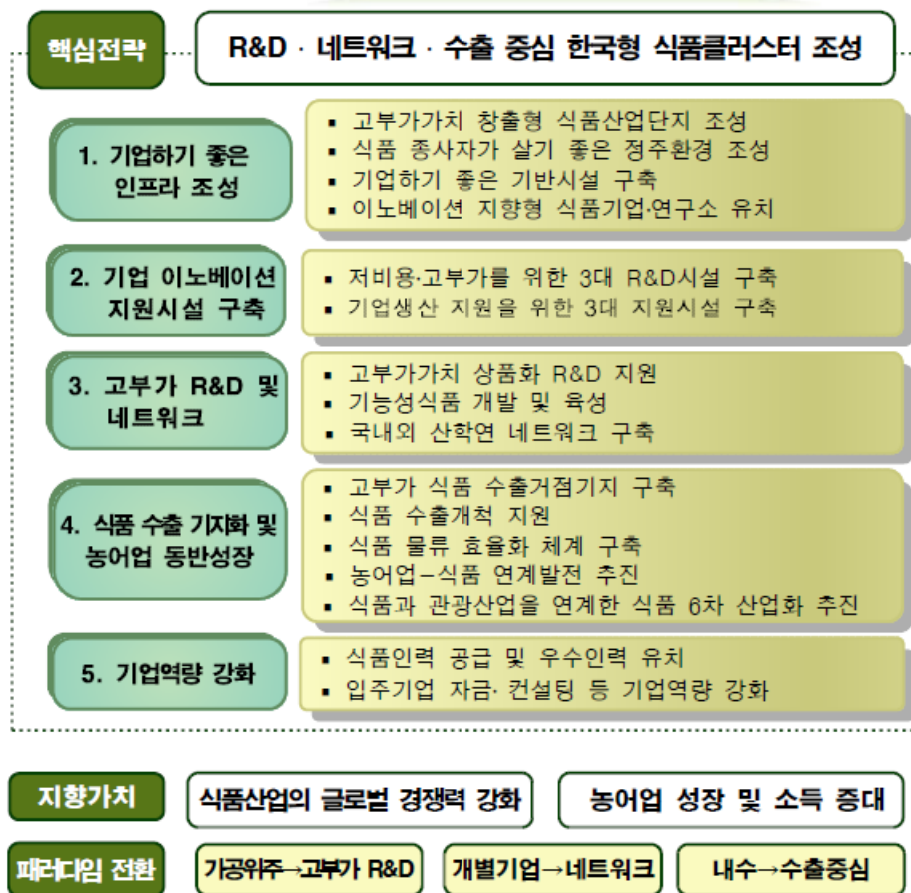 핵심전략
R&D · 네트워크 · 수출 중심 한국형 식품클러스터 조성
1. 기업하기 좋은
인프라 조성
▪ 고부가가치 창출형 식품산업단지 조성
▪ 식품 종사자가 살기 좋은 정주환경 조성
▪ 기업하기 좋은 기반시설 구축
▪ 이노베이션 지향형 식품기업·연구소 유치
2. 기업 이노베이션
지원시설 구축
▪ 저비용·고부가를 위한 3대 R&D시설 구축
▪ 기업생산 지원을 위한 3대 지원시설 구축
3. 고부가 R&D 및
네트워크
▪ 고부가가치 상품화 R&D 지원
▪ 기능성식품 개발 및 육성
▪ 국내외 산학연 네트워크 구축
4. 식품 수출 기지화 및
농어업 동반성장
▪ 고부가 식품 수출거점기지 구축
▪ 식품 수출개척 지원
▪ 식품 물류 효율화 체계 구축
▪ 농어업–식품 연계발전 추진
▪ 식품과 관광산업을 연계한 식품 6차 산업화 추진
5. 기업역량 강화
▪ 식품인력 공급 및 우수인력 유치
▪ 입주기업 자금· 컨설팅 등 기업역량 강화
지향가치
식품산업의 글로벌 경쟁력 강화
농어업 성장 및 소득 증대
패러다임 전환
가공위주→고부가 R&D
개별기업→네트워크
내수→수출중심